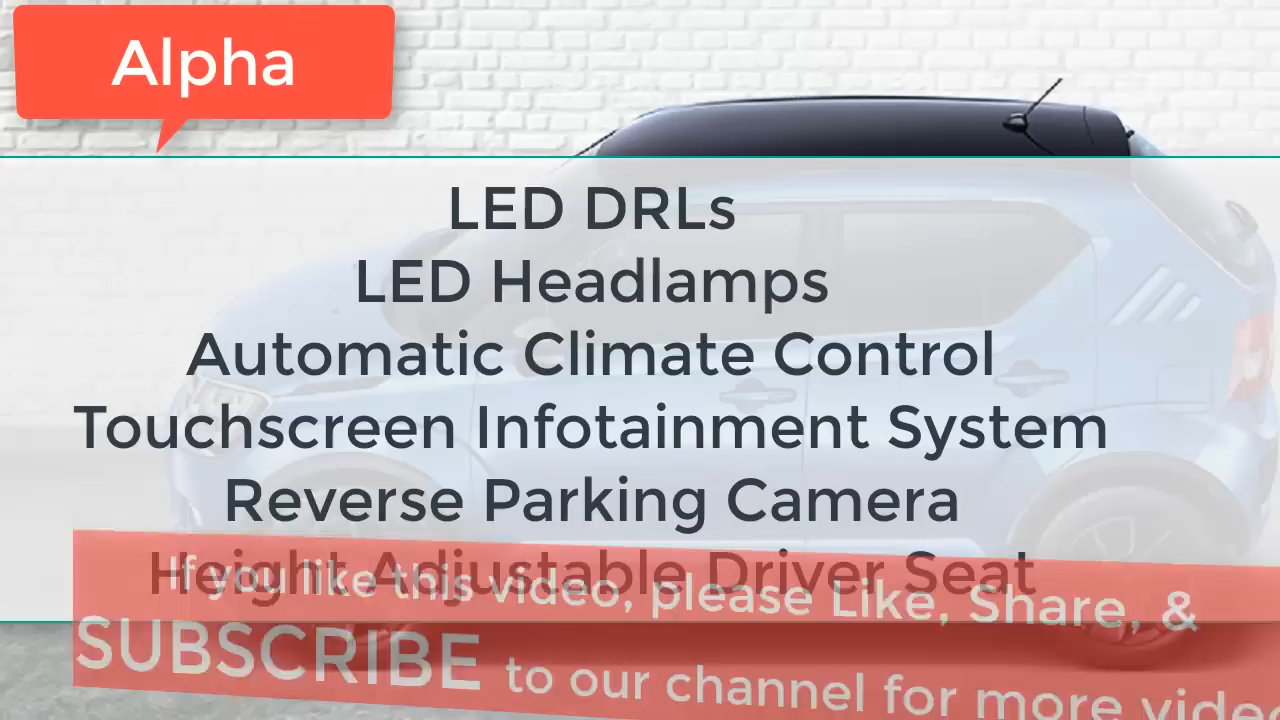 Alpha
LED DRLs
LED Headlamps
Automatic Climate Control
Touchscreen Infotainment System
Reverse Parking Camera
Height Adjustable Driver Seat
If you like this video, please Like, Share, &
SUBSCRIBE to our channel for more